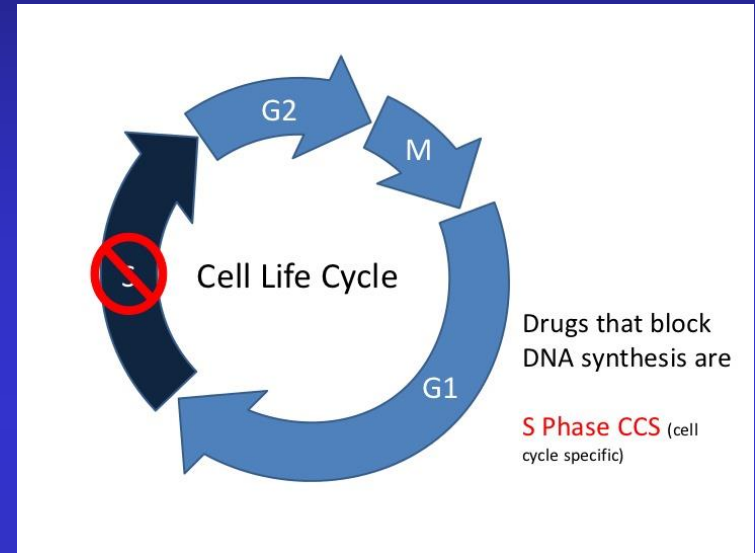 G2
M
S
Cell Life Cycle
G1
Drugs that block
DNA synthesis are
S Phase CCS (cell
cycle specific)